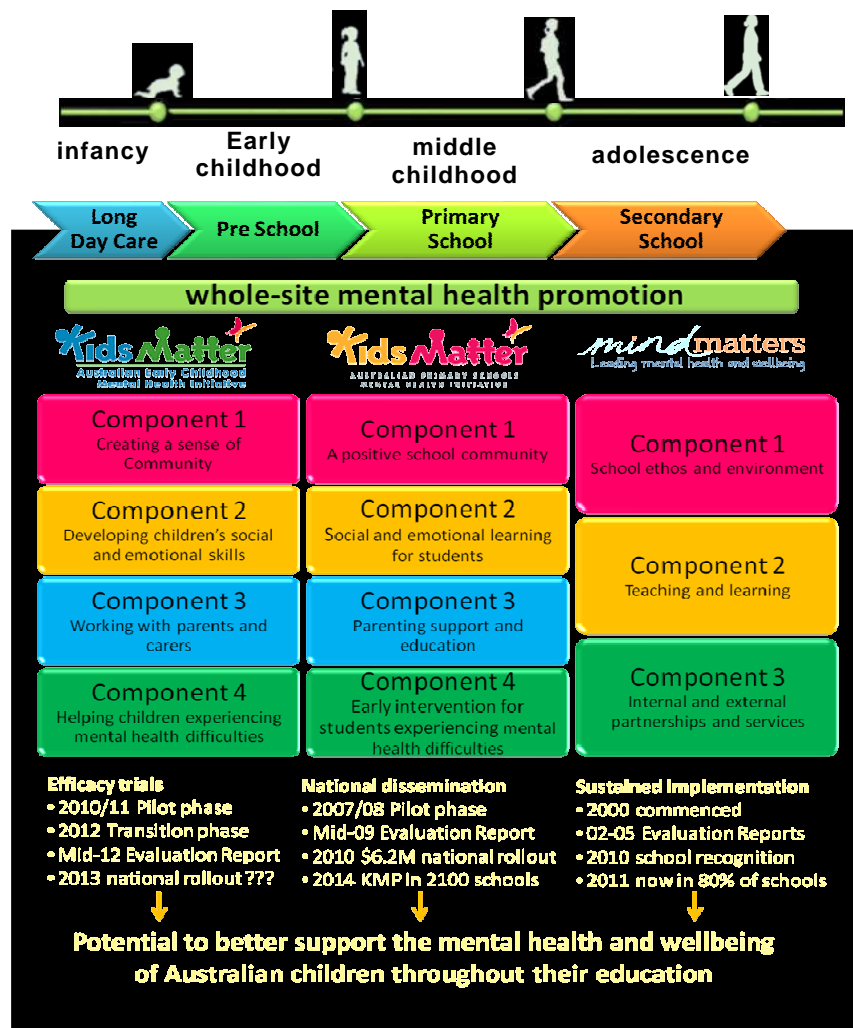 infancy
Early
childhood
middle
childhood
adolescence
Long
Day Care
Pre School
Primary
School
Secondary
School
whole-site mental health promotion
KidsMatter
Australian Early Childhood
Mental Health Initiative
KidsMatter
AUSTRALIAN PRIMARY SCHOOLS
MENTAL HEALTH INITIATIVE
mindmatters
Leading mental health and wellbeing
Component 1
Creating a sense of
Community
Component 2
Developing children's social
and emotional skills
Component 3
Working with parents and
carers
Component 4
Helping children experiencing
mental health difficulties
Component 1
A positive school community
Component 2
Social and emotional learning
for students
Component 3
Parenting support and
education
Component 4
Early intervention for
students experiencing mental
health difficulties
Component 1
School ethos and environment
Component 2
Teaching and learning
Component 3
Internal and external
partnerships and services
Efficacy trials
• 2010/11 Pilot phase
• 2012 Transition phase
• Mid-12 Evaluation Report
• 2013 national rollout ???
National dissemination
• 2007/08 Pilot phase
• Mid-09 Evaluation Report
• 2010 $6.2M national rollout
• 2014 KMP in 2100 schools
Sustained implementation
• 2000 commenced
• 02-05 Evaluation Reports
• 2010 school recognition
• 2011 now in 80% of schools
Potential to better support the mental health and wellbeing
of Australian children throughout their education